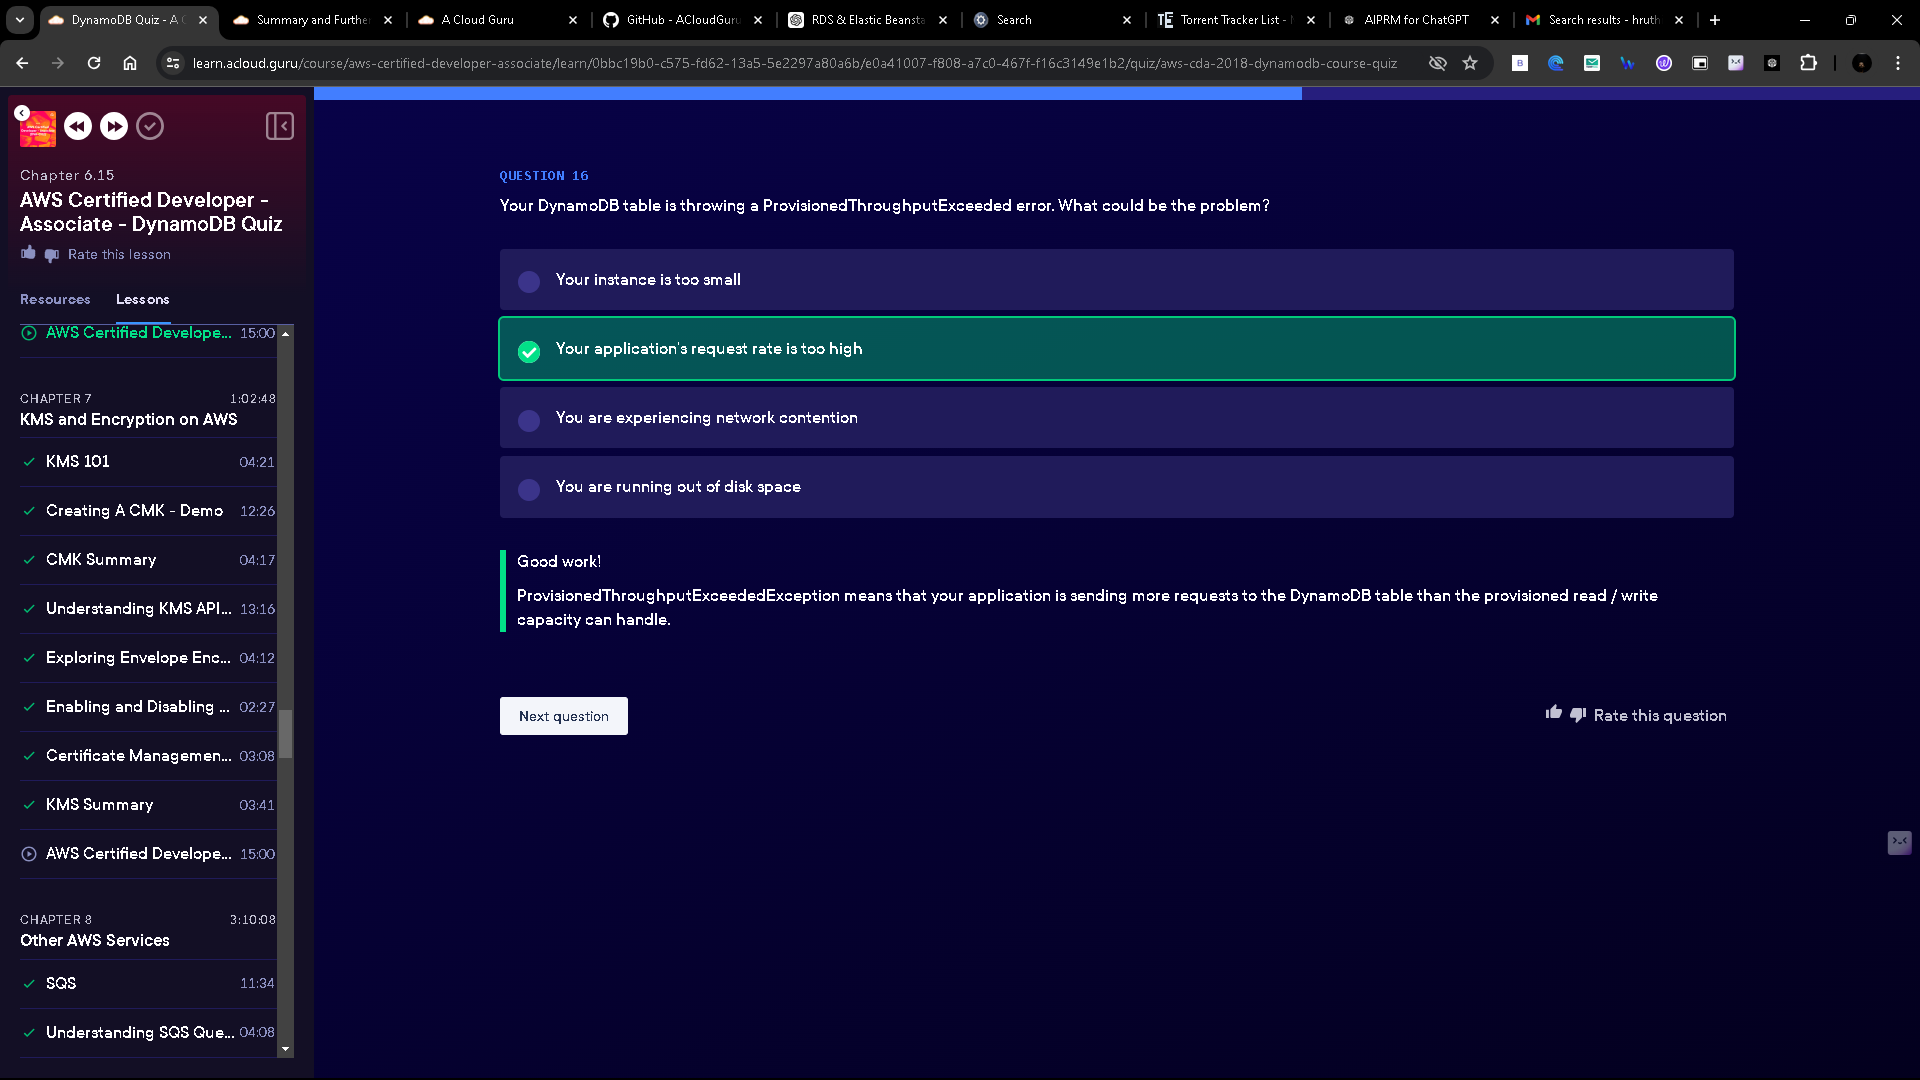 DynamoDB Quiz - A C
Summary and Further
A Cloud Guru
GitHub - ACloudGuru
RDS & Elastic Beansta
Search
Torrent Tracker List -
AIPRM for ChatGPT
Search results - hruth
learn.acloud.guru/course/aws-certified-developer-associate/learn/0bbc19b0-c575-fd62-13a5-5e2297a80a6b/e0a41007-f808-a7c0-467f-f16c3149e1b2/quiz/aws-cda-2018-dynamodb-course-quiz
Chapter 6.15
AWS Certified Developer -
Associate - DynamoDB Quiz
Rate this lesson
Resources Lessons
AWS Certified Develope... 15:00
CHAPTER 7 1:02:48
KMS and Encryption on AWS
KMS 101 04:21
Creating A CMK - Demo 12:26
CMK Summary 04:17
Understanding KMS API... 13:16
Exploring Envelope Enc... 04:12
Enabling and Disabling ... 02:27
Certificate Managemen... 03:08
KMS Summary 03:41
AWS Certified Develope... 15:00
CHAPTER 8 3:10:08
Other AWS Services
SQS 11:34
Understanding SQS Que... 04:08
QUESTION 16
Your DynamoDB table is throwing a ProvisionedThroughputExceeded error. What could be the problem?
Your instance is too small
Your application's request rate is too high
You are experiencing network contention
You are running out of disk space
Good work!
ProvisionedThroughputExceededException means that your application is sending more requests to the DynamoDB table than the provisioned read / write
capacity can handle.
Next question
Rate this question